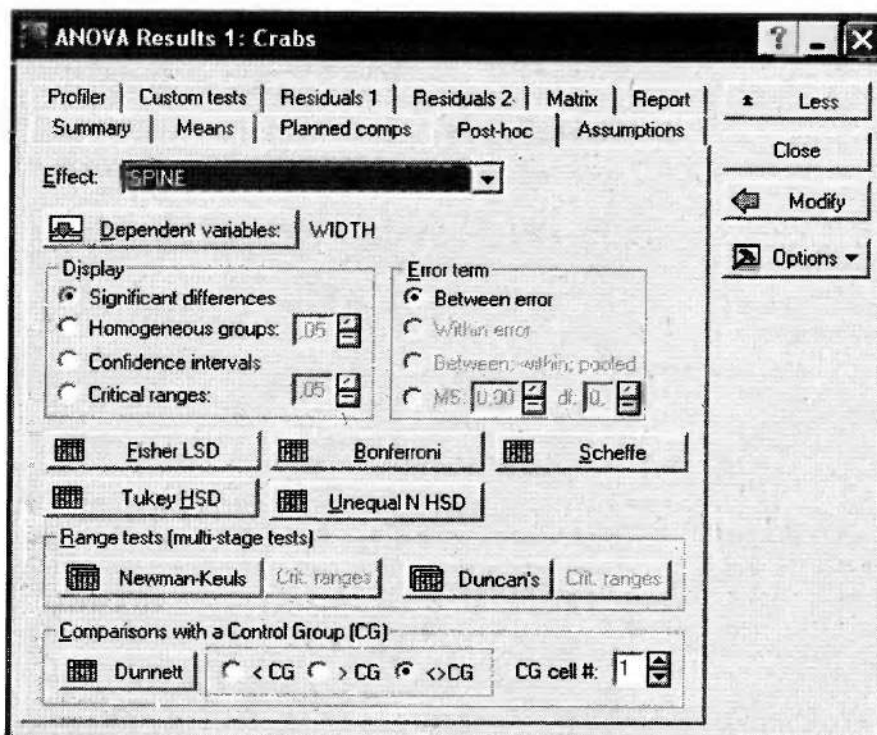 ANOVA Results 1: Crabs
Profiler Custom tests Residuals 1 Residuals 2 Matrix Report
Summary Means Planned comps Post-hoc Assumptions
Less
Close
Modify
Options
Effect: SPINE
Dependent variables: WIDTH
Display
Significant differences
Homogeneous groups: .05
Confidence intervals
Critical ranges: .05
Error term
Between error
Within error
Between; within; pooled
MS: 0.00 df: 0.
Fisher LSD Bonferroni Scheffe
Tukey HSD Unequal N HSD
Range tests (multi-stage tests)
Newman-Keuls Crit. ranges Duncan's Crit. ranges
Comparisons with a Control Group (CG)
Dunnett < CG > CG <>CG CG cell #: 1